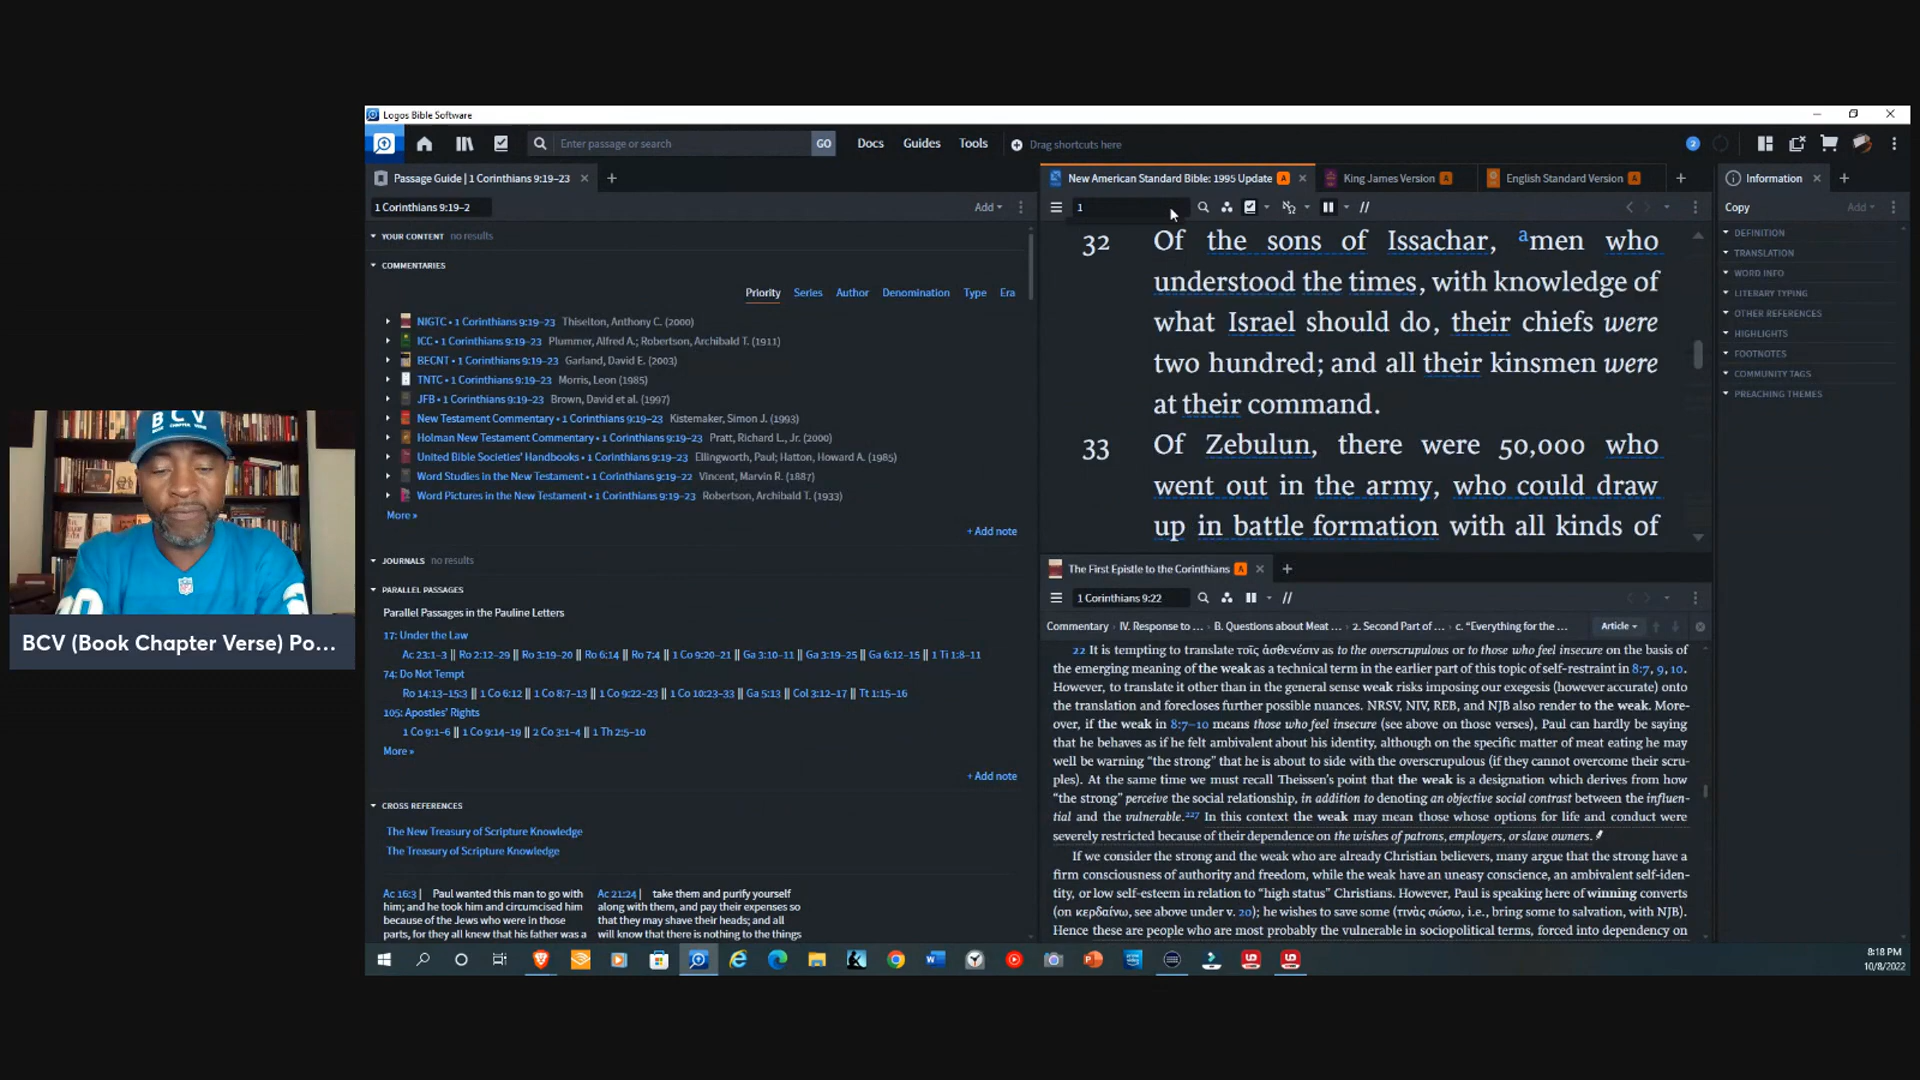 Logos Bible Software
Enter passage or search
GO
Docs
Guides
Tools
Drag shortcuts here
2
Passage Guide | 1 Corinthians 9:19–23
1 Corinthians 9:19–2
Add
YOUR CONTENT no results
COMMENTARIES
Priority Series Author Denomination Type Era
NIGTC • 1 Corinthians 9:19–23 Thiselton, Anthony C. (2000)
ICC • 1 Corinthians 9:19–23 Plummer, Alfred A.; Robertson, Archibald T. (1911)
BECNT • 1 Corinthians 9:19–23 Garland, David E. (2003)
TNTC • 1 Corinthians 9:19–23 Morris, Leon (1985)
JFB • 1 Corinthians 9:19–23 Brown, David et al. (1997)
New Testament Commentary • 1 Corinthians 9:19–23 Kistemaker, Simon J. (1993)
Holman New Testament Commentary • 1 Corinthians 9:19–23 Pratt, Richard L., Jr. (2000)
United Bible Societies' Handbooks • 1 Corinthians 9:19–23 Ellingworth, Paul; Hatton, Howard A. (1985)
Word Studies in the New Testament • 1 Corinthians 9:19–22 Vincent, Marvin R. (1887)
Word Pictures in the New Testament • 1 Corinthians 9:19–23 Robertson, Archibald T. (1933)
More »
+ Add note
JOURNALS no results
PARALLEL PASSAGES
Parallel Passages in the Pauline Letters
17: Under the Law
Ac 23:1–3 || Ro 2:12–29 || Ro 3:19–20 || Ro 6:14 || Ro 7:4 || 1 Co 9:20–21 || Ga 3:10–11 || Ga 3:19–25 || Ga 6:12–15 || 1 Ti 1:8–11
74: Do Not Tempt
Ro 14:13–15:3 || 1 Co 6:12 || 1 Co 8:7–13 || 1 Co 9:22–23 || 1 Co 10:23–33 || Ga 5:13 || Col 3:12–17 || Tt 1:15–16
105: Apostles' Rights
1 Co 9:1–6 || 1 Co 9:14–19 || 2 Co 3:1–4 || 1 Th 2:5–10
More »
+ Add note
CROSS REFERENCES
The New Treasury of Scripture Knowledge
The Treasury of Scripture Knowledge
Ac 16:3 | Paul wanted this man to go with
him; and he took him and circumcised him
because of the Jews who were in those
parts, for they all knew that his father was a
Ac 21:24 | take them and purify yourself
along with them, and pay their expenses so
that they may shave their heads; and all
will know that there is nothing to the things
New American Standard Bible: 1995 Update A
King James Version A
English Standard Version A
1
32 Of the sons of Issachar, amen who
understood the times, with knowledge of
what Israel should do, their chiefs were
two hundred; and all their kinsmen were
at their command.
33 Of Zebulun, there were 50,000 who
went out in the army, who could draw
up in battle formation with all kinds of
The First Epistle to the Corinthians A
1 Corinthians 9:22
Commentary › IV. Response to ... › B. Questions about Meat ... › 2. Second Part of ... › c. "Everything for the ...
Article
22 It is tempting to translate τοῖς ἀσθενέσιν as to the overscrupulous or to those who feel insecure on the basis of
the emerging meaning of the weak as a technical term in the earlier part of this topic of self-restraint in 8:7, 9, 10.
However, to translate it other than in the general sense weak risks imposing our exegesis (however accurate) onto
the translation and forecloses further possible nuances. NRSV, NIV, REB, and NJB also render to the weak. More-
over, if the weak in 8:7–10 means those who feel insecure (see above on those verses), Paul can hardly be saying
that he behaves as if he felt ambivalent about his identity, although on the specific matter of meat eating he may
well be warning "the strong" that he is about to side with the overscrupulous (if they cannot overcome their scru-
ples). At the same time we must recall Theissen's point that the weak is a designation which derives from how
"the strong" perceive the social relationship, in addition to denoting an objective social contrast between the influen-
tial and the vulnerable.227 In this context the weak may mean those whose options for life and conduct were
severely restricted because of their dependence on the wishes of patrons, employers, or slave owners.
If we consider the strong and the weak who are already Christian believers, many argue that the strong have a
firm consciousness of authority and freedom, while the weak have an uneasy conscience, an ambivalent self-iden-
tity, or low self-esteem in relation to "high status" Christians. However, Paul is speaking here of winning converts
(on κερδαίνω, see above under v. 20); he wishes to save some (τινὰς σώσω, i.e., bring some to salvation, with NJB).
Hence these are people who are most probably the vulnerable in sociopolitical terms, forced into dependency on
Information
Copy
Add
DEFINITION
TRANSLATION
WORD INFO
LITERARY TYPING
OTHER REFERENCES
HIGHLIGHTS
FOOTNOTES
COMMUNITY TAGS
PREACHING THEMES
BCV
BOOK CHAPTER VERSE
NFL
BCV (Book Chapter Verse) Po...
8:18 PM
10/8/2022